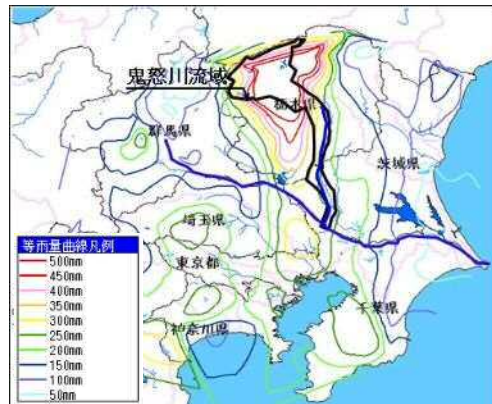 鬼怒川流域
栃木県
群馬県
茨城県
埼玉県
東京都
千葉県
神奈川県
等雨量曲線凡例
500mm
450mm
400mm
350mm
300mm
250mm
200mm
150mm
100mm
50mm